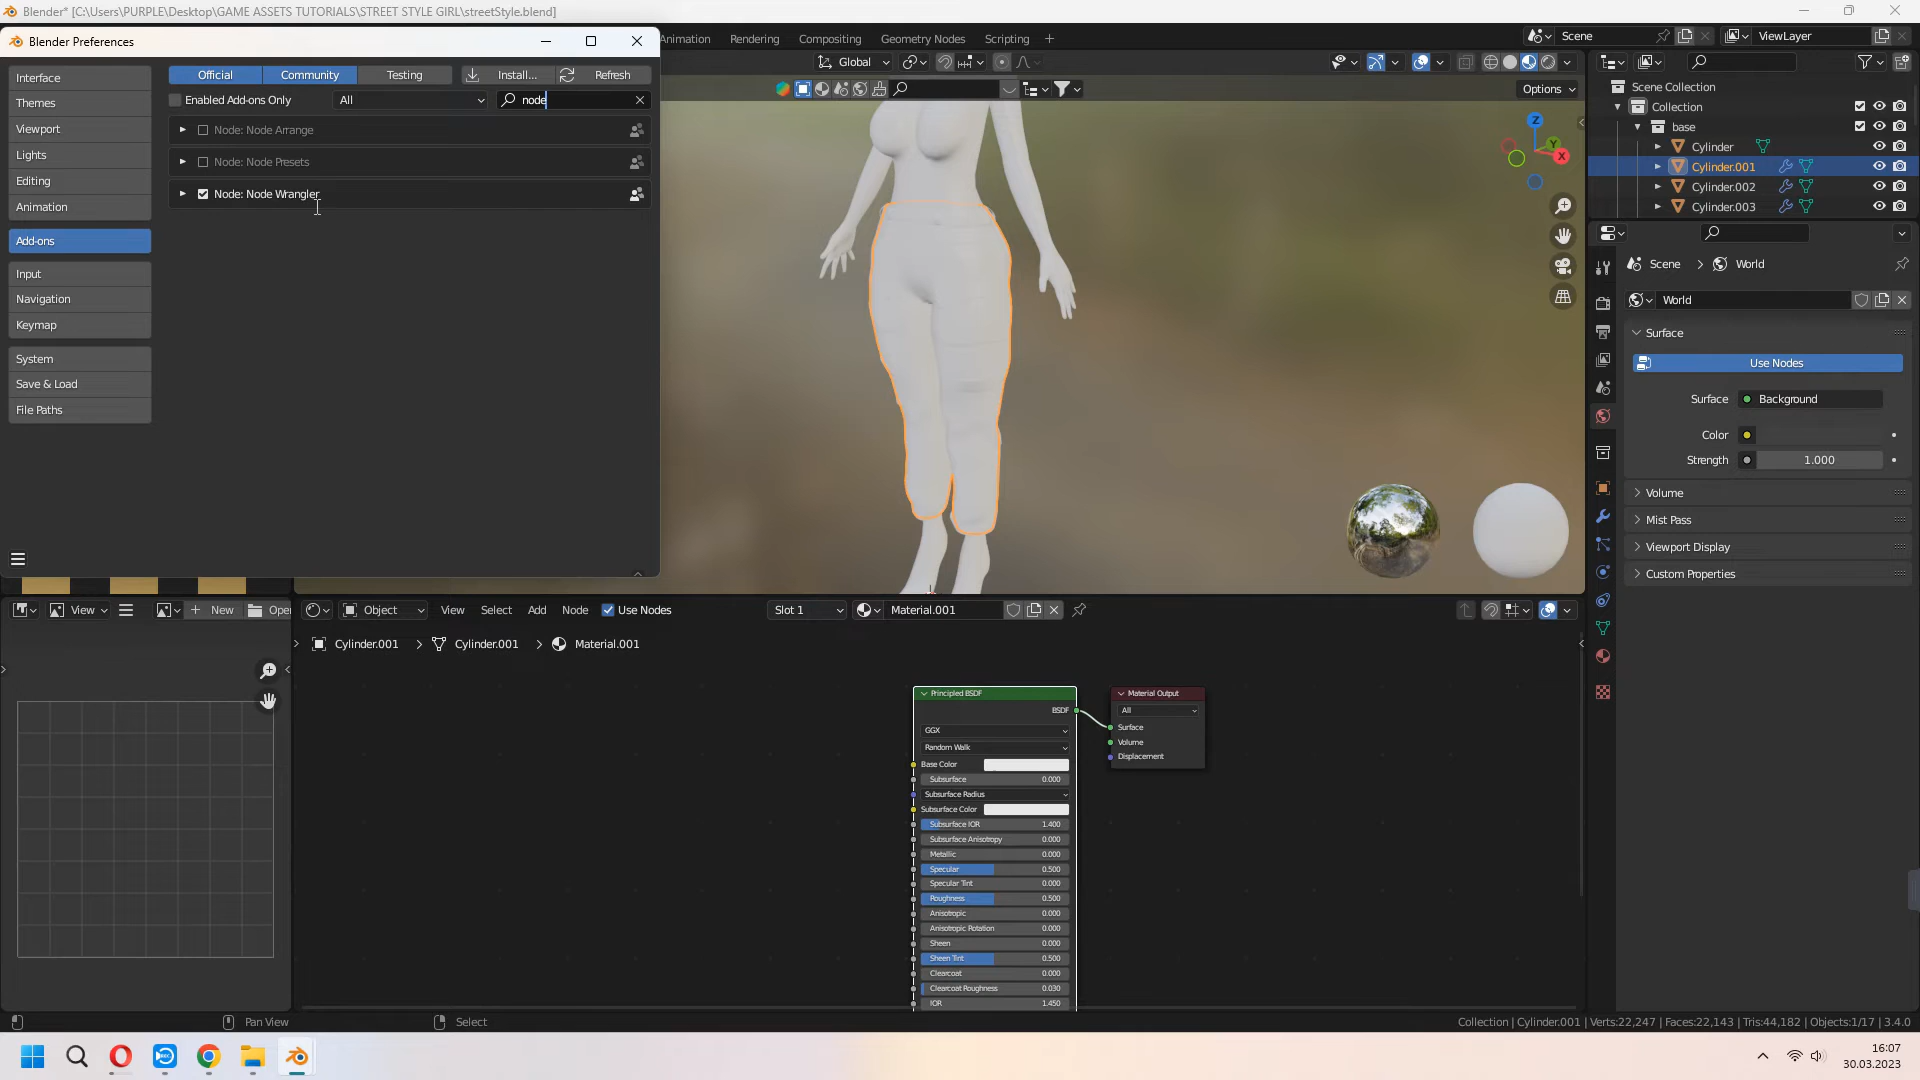 Blender* [C:\Users\PURPLE\Desktop\GAME ASSETS TUTORIALS\STREET STYLE GIRL\streetStyle.blend]
Blender Preferences
Animation Rendering Compositing Geometry Nodes Scripting +
Scene ViewLayer
Interface
Themes
Viewport
Lights
Editing
Animation
Add-ons
Input
Navigation
Keymap
System
Save & Load
File Paths
Official Community Testing Install... Refresh
Enabled Add-ons Only All node
Node: Node Arrange
Node: Node Presets
Node: Node Wrangler
Global
Options
Z
Y
X
Scene Collection
Collection
base
Cylinder
Cylinder.001
Cylinder.002
Cylinder.003
Scene > World
World
Surface
Use Nodes
Surface Background
Color
Strength 1.000
Volume
Mist Pass
Viewport Display
Custom Properties
View New Open
Object View Select Add Node Use Nodes Slot 1 Material.001
Cylinder.001 > Cylinder.001 > Material.001
Principled BSDF
BSDF
GGX
Random Walk
Base Color
Subsurface 0.000
Subsurface Radius
Subsurface Color
Subsurface IOR 1.400
Subsurface Anisotropy 0.000
Metallic 0.000
Specular 0.500
Specular Tint 0.000
Roughness 0.500
Anisotropic 0.000
Anisotropic Rotation 0.000
Sheen 0.000
Sheen Tint 0.500
Clearcoat 0.000
Clearcoat Roughness 0.030
IOR 1.450
Material Output
All
Surface
Volume
Displacement
Pan View Select
Collection | Cylinder.001 | Verts:22,247 | Faces:22,143 | Tris:44,182 | Objects:1/17 | 3.4.0
16:07
30.03.2023